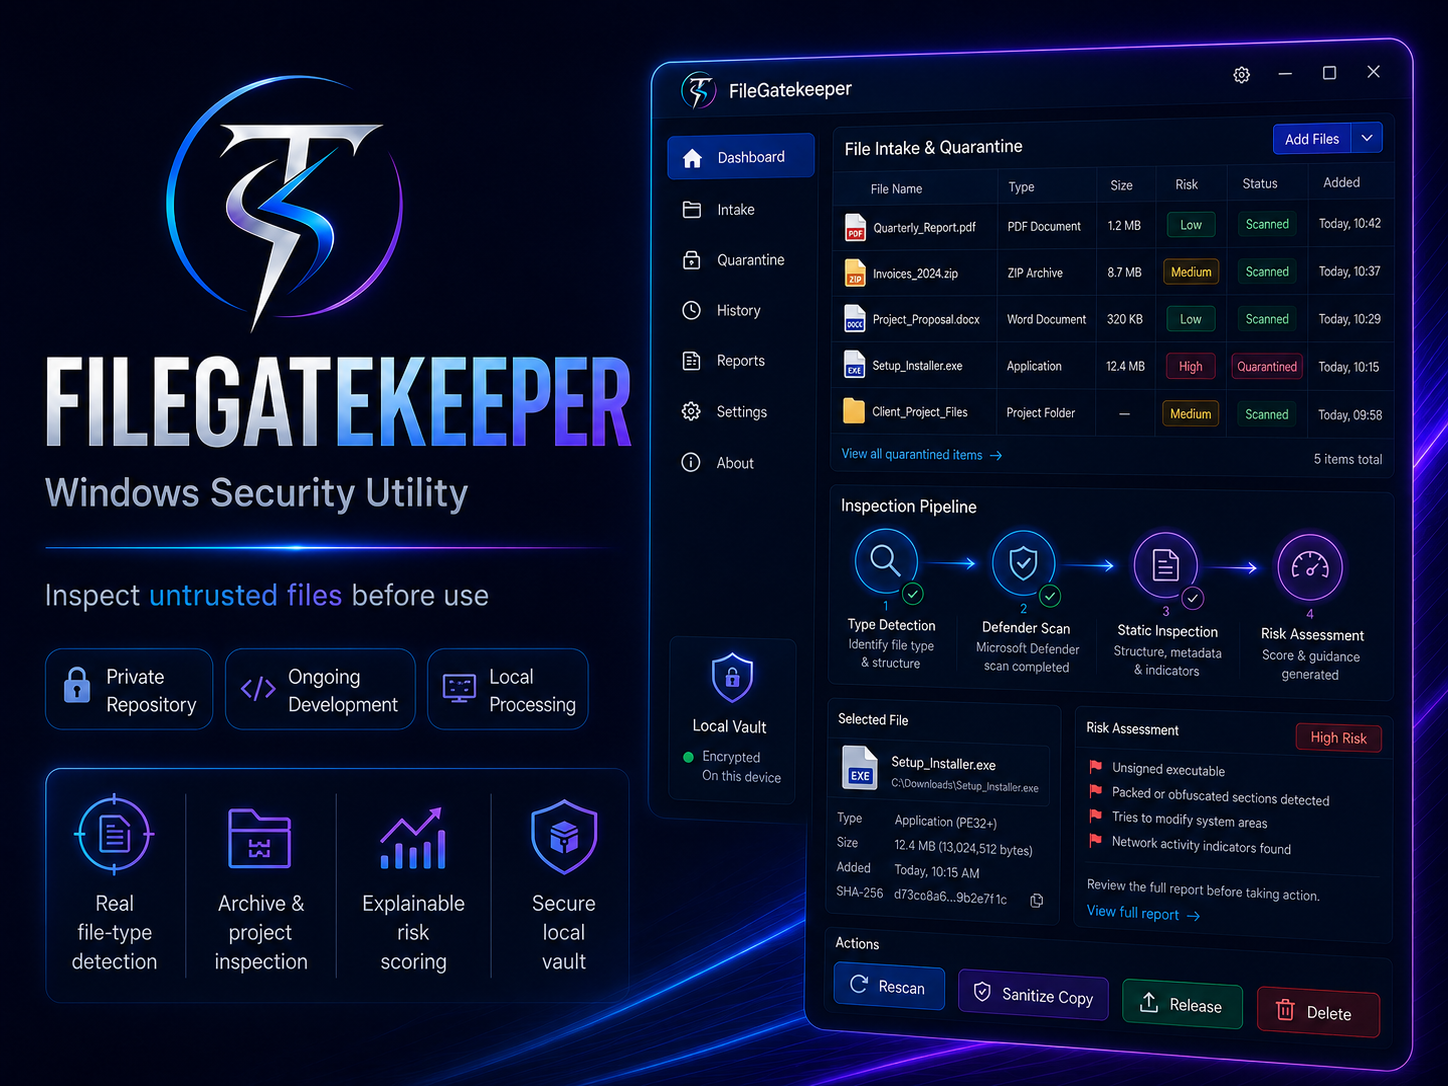 FILEGATEKEEPER
Windows Security Utility
Inspect untrusted files before use
Private
Repository
Ongoing
Development
Local
Processing
Real
file-type
detection
Archive &
project
inspection
Explainable
risk
scoring
Secure
local
vault
FileGatekeeper
Dashboard
Intake
Quarantine
History
Reports
Settings
About
Local Vault
Encrypted
On this device
File Intake & Quarantine
Add Files
File Name Type Size Risk Status Added
PDF Quarterly_Report.pdf PDF Document 1.2 MB Low Scanned Today, 10:42
ZIP Invoices_2024.zip ZIP Archive 8.7 MB Medium Scanned Today, 10:37
DOCX Project_Proposal.docx Word Document 320 KB Low Scanned Today, 10:29
EXE Setup_Installer.exe Application 12.4 MB High Quarantined Today, 10:15
Client_Project_Files Project Folder — Medium Scanned Today, 09:58
View all quarantined items →
5 items total
Inspection Pipeline
1
Type Detection
Identify file type
& structure
2
Defender Scan
Microsoft Defender
scan completed
3
Static Inspection
Structure, metadata
& indicators
4
Risk Assessment
Score & guidance
generated
Selected File
EXE
Setup_Installer.exe
C:\Downloads\Setup_Installer.exe
Type Application (PE32+)
Size 12.4 MB (13,024,512 bytes)
Added Today, 10:15 AM
SHA-256 d73cc8a6...9b2e7f1c
Risk Assessment
High Risk
Unsigned executable
Packed or obfuscated sections detected
Tries to modify system areas
Network activity indicators found
Review the full report before taking action.
View full report →
Actions
Rescan
Sanitize Copy
Release
Delete